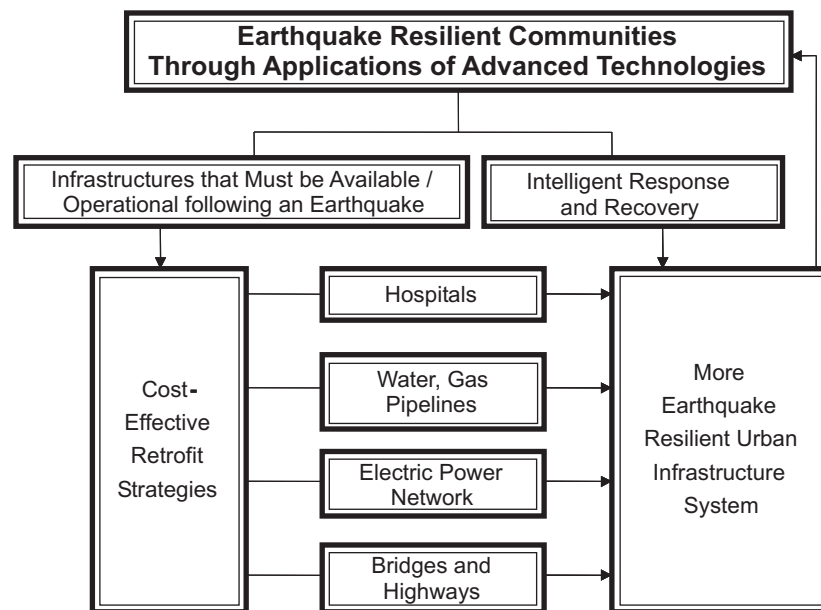 Earthquake Resilient Communities
Through Applications of Advanced Technologies
Infrastructures that Must be Available /
Operational following an Earthquake
Intelligent Response
and Recovery
Cost-
Effective
Retrofit
Strategies
Hospitals
Water, Gas
Pipelines
Electric Power
Network
Bridges and
Highways
More
Earthquake
Resilient Urban
Infrastructure
System